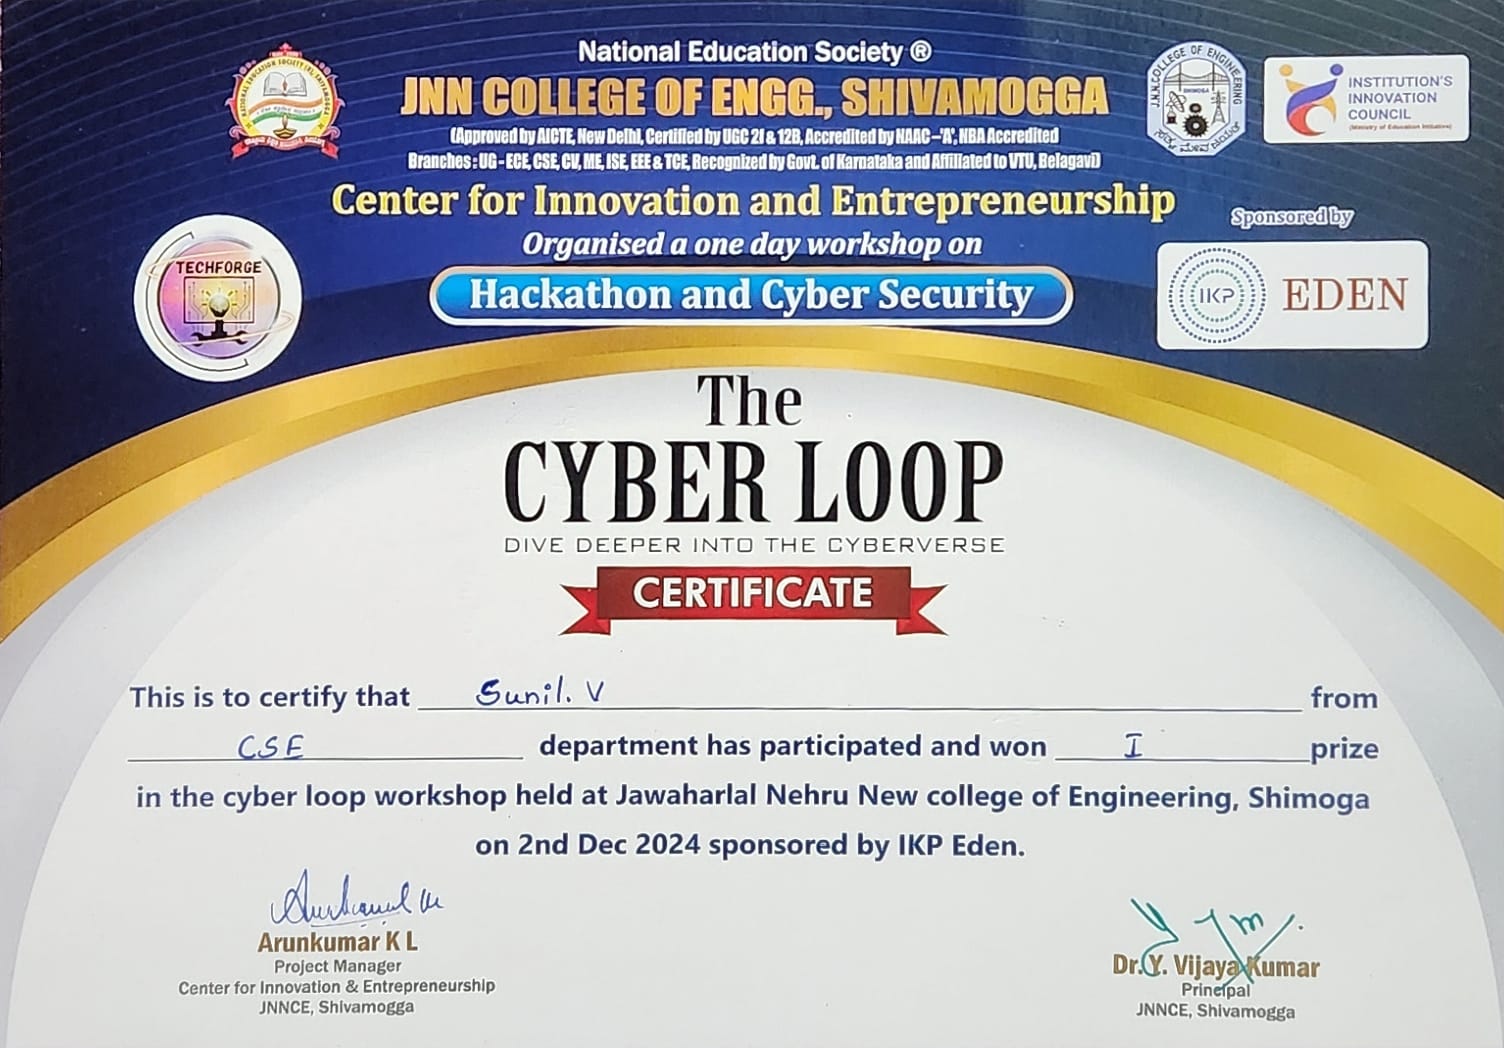 National Education Society ®
JNN COLLEGE OF ENGG., SHIVAMOGGA
(Approved by AICTE, New Delhi, Certified by UGC 2f & 12B, Accredited by NAAC – 'A', NBA Accredited
Branches : UG - ECE, CSE, CV, ME, ISE, EEE & TCE, Recognized by Govt. of Karnataka and Affiliated to VTU, Belagavi)
Center for Innovation and Entrepreneurship
Organised a one day workshop on
Hackathon and Cyber Security
J.N.N.COLLEGE OF ENGINEERING
SHIMOGA
INSTITUTION'S
INNOVATION
COUNCIL
(Ministry of Education Initiative)
Sponsored by
IKP EDEN
TECHFORGE
The
CYBER LOOP
DIVE DEEPER INTO THE CYBERVERSE
CERTIFICATE
This is to certify that Sunil. V from
CSE department has participated and won I prize
in the cyber loop workshop held at Jawaharlal Nehru New college of Engineering, Shimoga
on 2nd Dec 2024 sponsored by IKP Eden.
Arunkumar K L
Project Manager
Center for Innovation & Entrepreneurship
JNNCE, Shivamogga
Dr. Y. Vijaya Kumar
Principal
JNNCE, Shivamogga